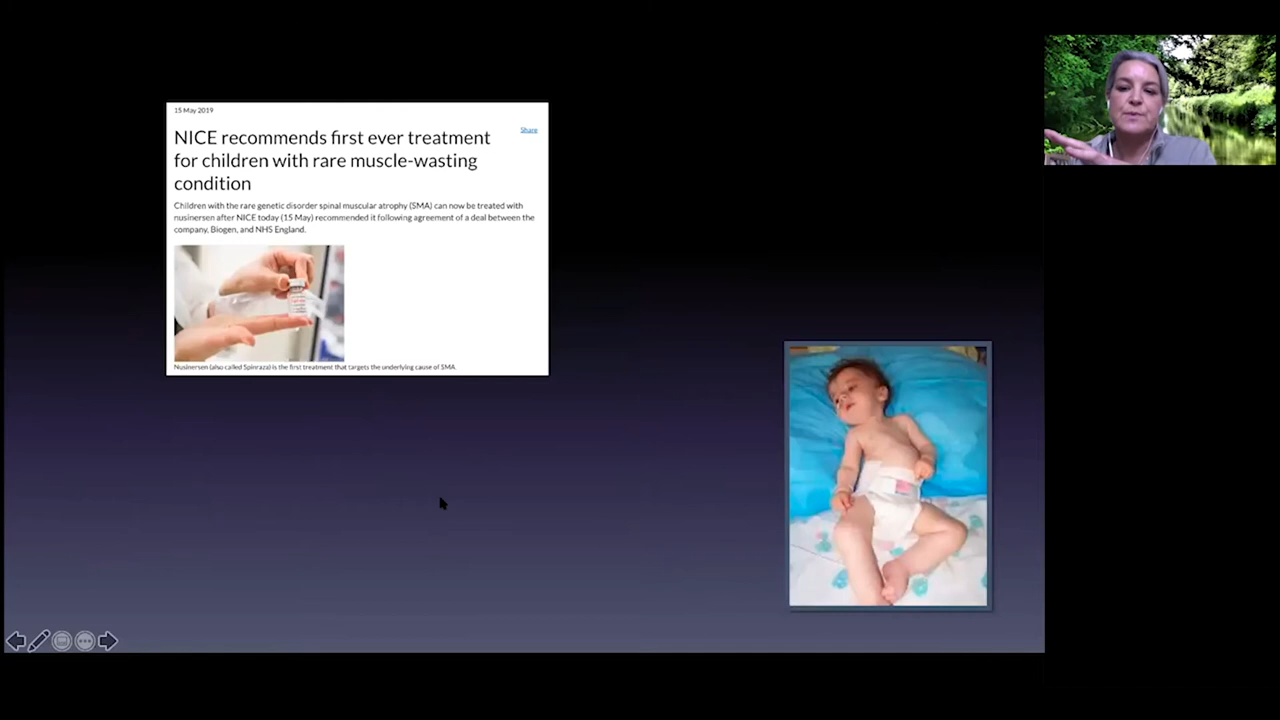 15 May 2019
NICE recommends first ever treatment
for children with rare muscle-wasting
condition
Share
Children with the rare genetic disorder spinal muscular atrophy (SMA) can now be treated with
nusinersen after NICE today (15 May) recommended it following agreement of a deal between the
company, Biogen, and NHS England.
Nusinersen (also called Spinraza) is the first treatment that targets the underlying cause of SMA.